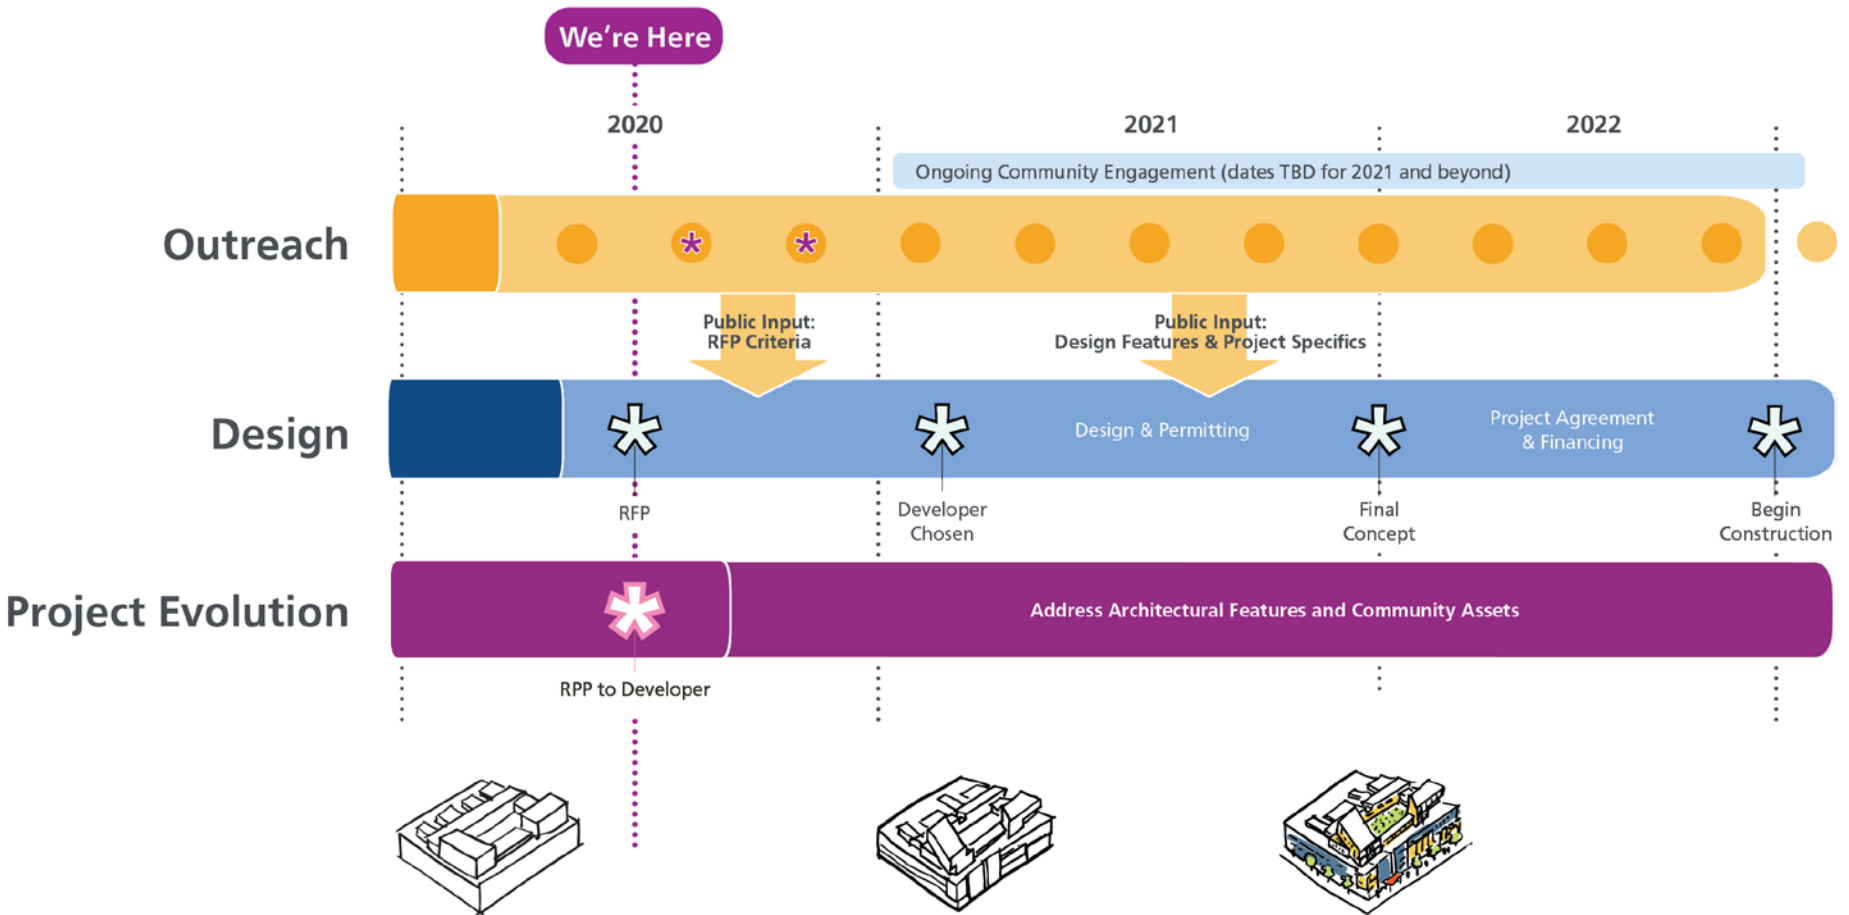 We're Here
2020
2021
2022
Ongoing Community Engagement (dates TBD for 2021 and beyond)
Outreach
* *
Public Input:
RFP Criteria
Public Input:
Design Features & Project Specifics
Design
Design & Permitting
Project Agreement
& Financing
RFP
Developer
Chosen
Final
Concept
Begin
Construction
Project Evolution
Address Architectural Features and Community Assets
RPP to Developer